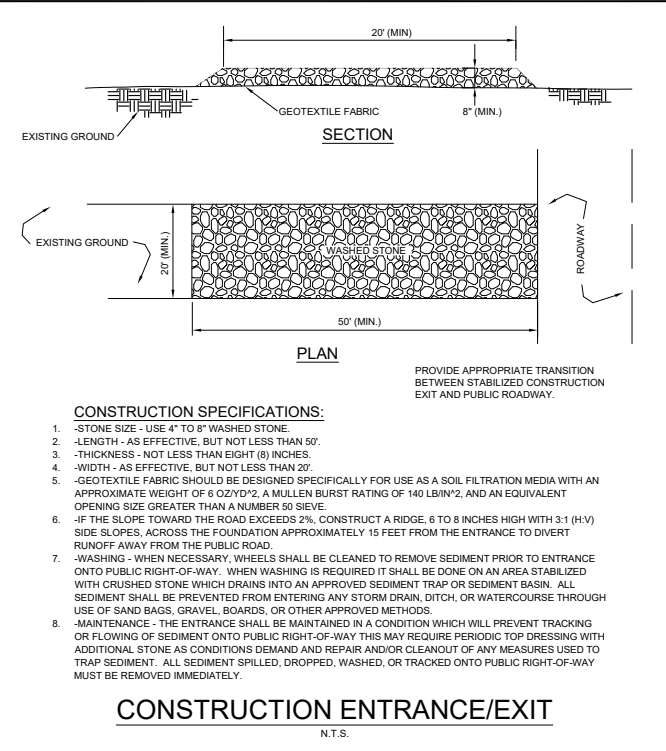 20' (MIN)
GEOTEXTILE FABRIC
8" (MIN.)
EXISTING GROUND
SECTION
EXISTING GROUND
20' (MIN.)
WASHED STONE
ROADWAY
50' (MIN.)
PLAN
PROVIDE APPROPRIATE TRANSITION
BETWEEN STABILIZED CONSTRUCTION
EXIT AND PUBLIC ROADWAY.
CONSTRUCTION SPECIFICATIONS:
1. -STONE SIZE - USE 4" TO 8" WASHED STONE.
2. -LENGTH - AS EFFECTIVE, BUT NOT LESS THAN 50'.
3. -THICKNESS - NOT LESS THAN EIGHT (8) INCHES.
4. -WIDTH - AS EFFECTIVE, BUT NOT LESS THAN 20'.
5. -GEOTEXTILE FABRIC SHOULD BE DESIGNED SPECIFICALLY FOR USE AS A SOIL FILTRATION MEDIA WITH AN
APPROXIMATE WEIGHT OF 6 OZ/YD^2, A MULLEN BURST RATING OF 140 LB/IN^2, AND AN EQUIVALENT
OPENING SIZE GREATER THAN A NUMBER 50 SIEVE.
6. -IF THE SLOPE TOWARD THE ROAD EXCEEDS 2%, CONSTRUCT A RIDGE, 6 TO 8 INCHES HIGH WITH 3:1 (H:V)
SIDE SLOPES, ACROSS THE FOUNDATION APPROXIMATELY 15 FEET FROM THE ENTRANCE TO DIVERT
RUNOFF AWAY FROM THE PUBLIC ROAD.
7. -WASHING - WHEN NECESSARY, WHEELS SHALL BE CLEANED TO REMOVE SEDIMENT PRIOR TO ENTRANCE
ONTO PUBLIC RIGHT-OF-WAY. WHEN WASHING IS REQUIRED IT SHALL BE DONE ON AN AREA STABILIZED
WITH CRUSHED STONE WHICH DRAINS INTO AN APPROVED SEDIMENT TRAP OR SEDIMENT BASIN. ALL
SEDIMENT SHALL BE PREVENTED FROM ENTERING ANY STORM DRAIN, DITCH, OR WATERCOURSE THROUGH
USE OF SAND BAGS, GRAVEL, BOARDS, OR OTHER APPROVED METHODS.
8. -MAINTENANCE - THE ENTRANCE SHALL BE MAINTAINED IN A CONDITION WHICH WILL PREVENT TRACKING
OR FLOWING OF SEDIMENT ONTO PUBLIC RIGHT-OF-WAY THIS MAY REQUIRE PERIODIC TOP DRESSING WITH
ADDITIONAL STONE AS CONDITIONS DEMAND AND REPAIR AND/OR CLEANOUT OF ANY MEASURES USED TO
TRAP SEDIMENT. ALL SEDIMENT SPILLED, DROPPED, WASHED, OR TRACKED ONTO PUBLIC RIGHT-OF-WAY
MUST BE REMOVED IMMEDIATELY.
CONSTRUCTION ENTRANCE/EXIT
N.T.S.